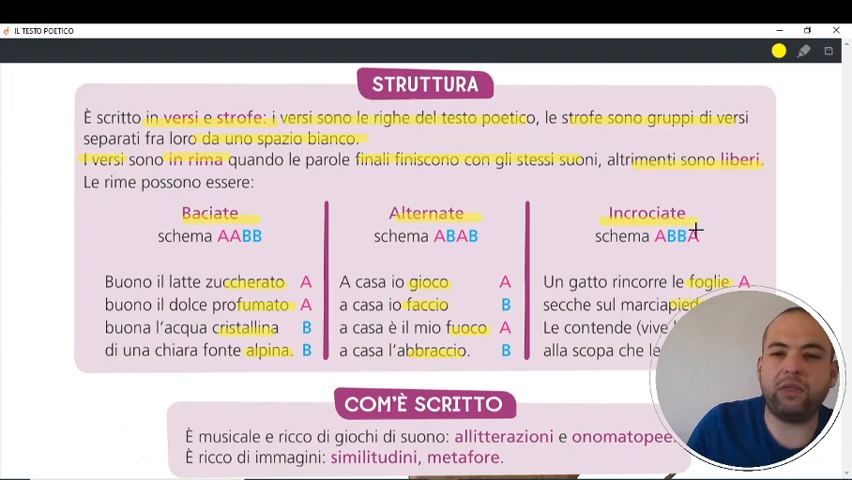 IL TESTO POETICO
STRUTTURA
È scritto in versi e strofe: i versi sono le righe del testo poetico, le strofe sono gruppi di versi
separati fra loro da uno spazio bianco.
I versi sono in rima quando le parole finali finiscono con gli stessi suoni, altrimenti sono liberi.
Le rime possono essere:
Baciate
schema AABB
Buono il latte zuccherato A
buono il dolce profumato A
buona l'acqua cristallina B
di una chiara fonte alpina. B
Alternate
schema ABAB
A casa io gioco A
a casa io faccio B
a casa è il mio fuoco A
a casa l'abbraccio. B
Incrociate
schema ABBA
Un gatto rincorre le foglie A
secche sul marciapied
Le contende (vive
alla scopa che le
COM'È SCRITTO
È musicale e ricco di giochi di suono: allitterazioni e onomatopee.
È ricco di immagini: similitudini, metafore.